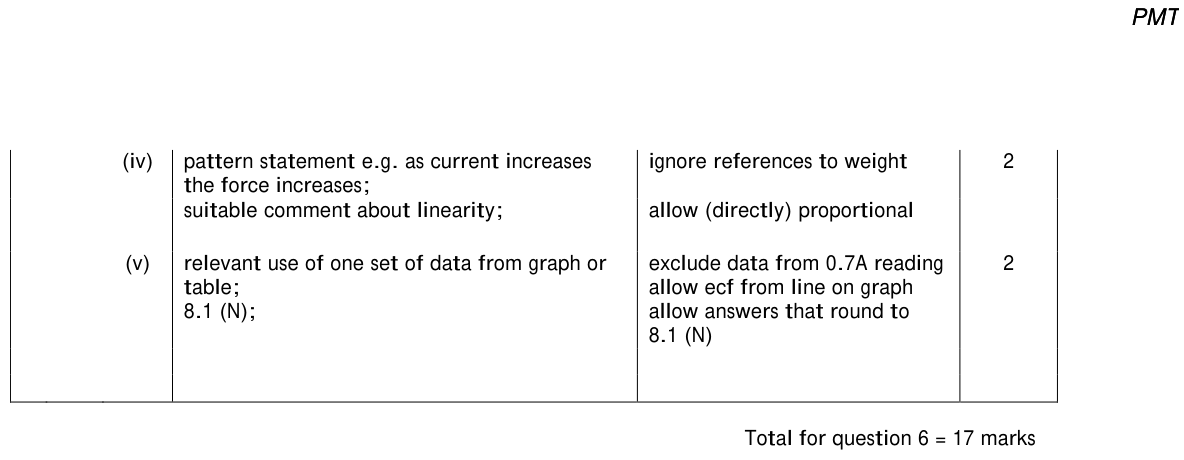 PMT
(iv) pattern statement e.g. as current increases ignore references to weight 2
the force increases;
suitable comment about linearity; allow (directly) proportional
(v) relevant use of one set of data from graph or exclude data from 0.7A reading 2
table; allow ecf from line on graph
8.1 (N); allow answers that round to
8.1 (N)
Total for question 6 = 17 marks